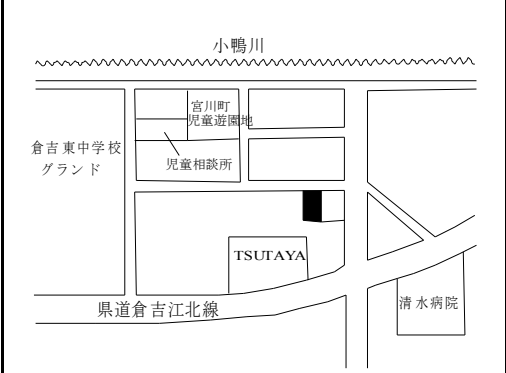 小鴨川
宮川町
児童遊園地
倉吉東中学校
グランド
児童相談所
TSUTAYA
県道倉吉江北線
清水病院